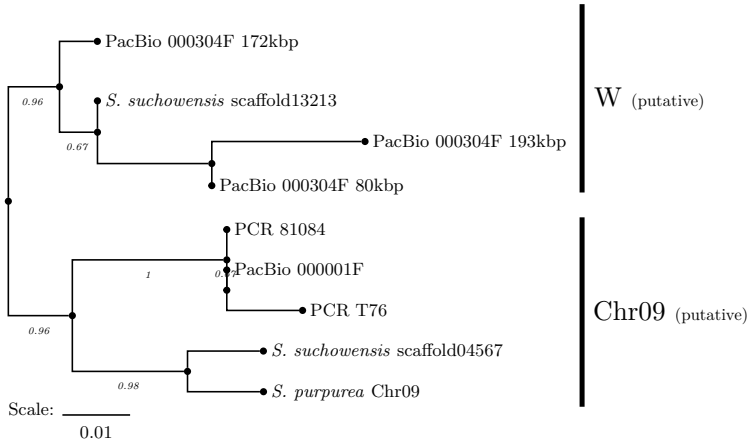 PacBio 000304F 172kbp
0.96
S. suchowensis scaffold13213
W (putative)
0.67
PacBio 000304F 193kbp
PacBio 000304F 80kbp
PCR 81084
1
PacBio 000001F
PCR T76
Chr09 (putative)
0.96
S. suchowensis scaffold04567
0.98
S. purpurea Chr09
Scale:
0.01